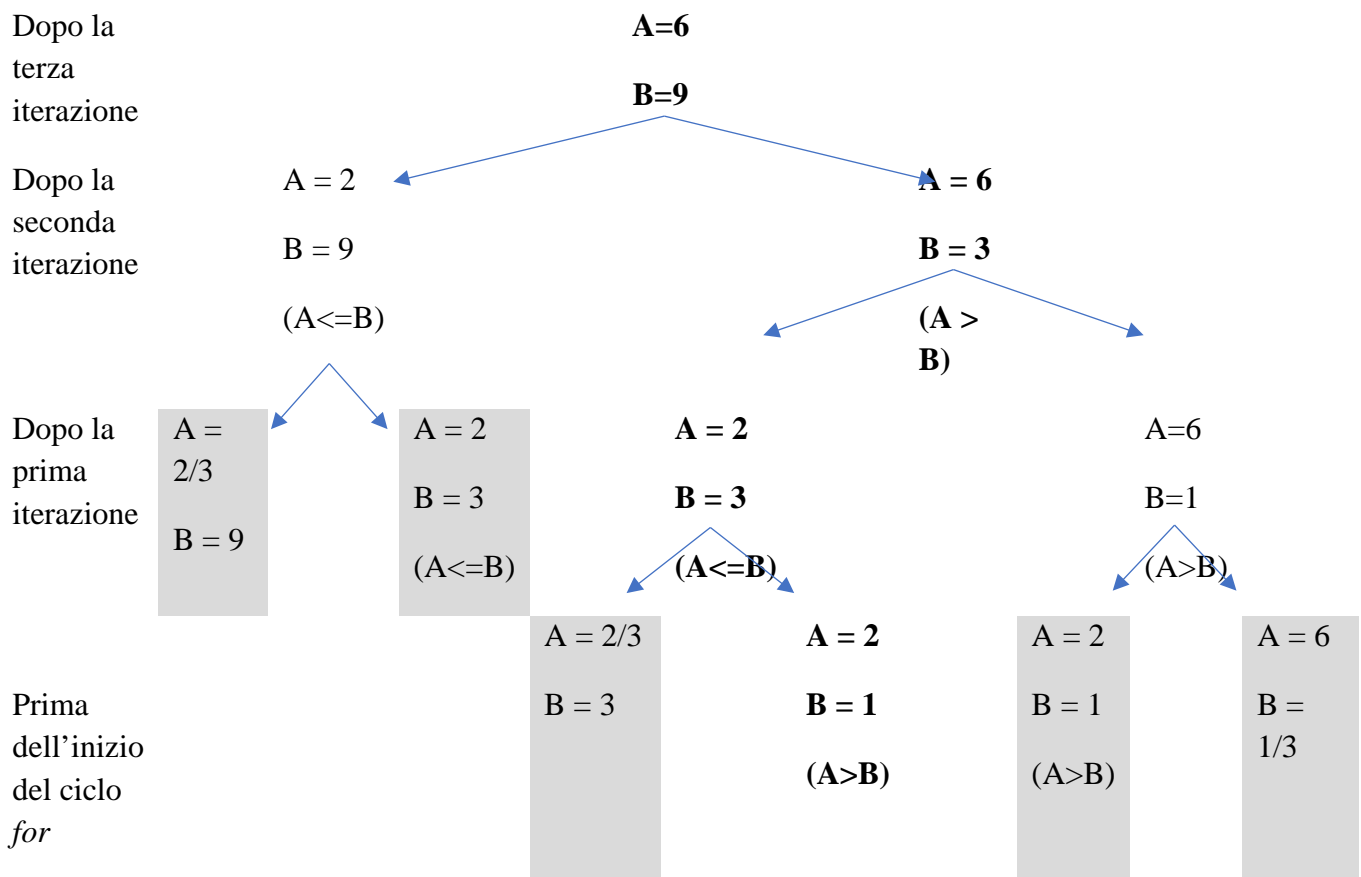 Dopo la
terza
iterazione
A=6
B=9
Dopo la
seconda
iterazione
A = 2
B = 9
(A<=B)
A = 6
B = 3
(A >
B)
Dopo la
prima
iterazione
A =
2/3
B = 9
A = 2
B = 3
(A<=B)
A = 2
B = 3
(A<=B)
A=6
B=1
(A>B)
Prima
dell’inizio
del ciclo
for
A = 2/3
B = 3
A = 2
B = 1
(A>B)
A = 2
B = 1
(A>B)
A = 6
B =
1/3